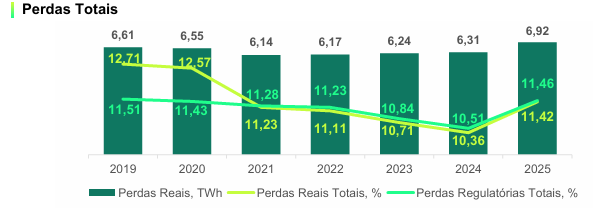 Perdas Totais
6,61 6,55 6,14 6,17 6,24 6,31 6,92
12,71 12,57 11,28 11,23 10,84 10,51 11,46
11,51 11,43 11,23 11,11 10,71 10,36 11,42
2019 2020 2021 2022 2023 2024 2025
Perdas Reais, TWh Perdas Reais Totais, % Perdas Regulatórias Totais, %